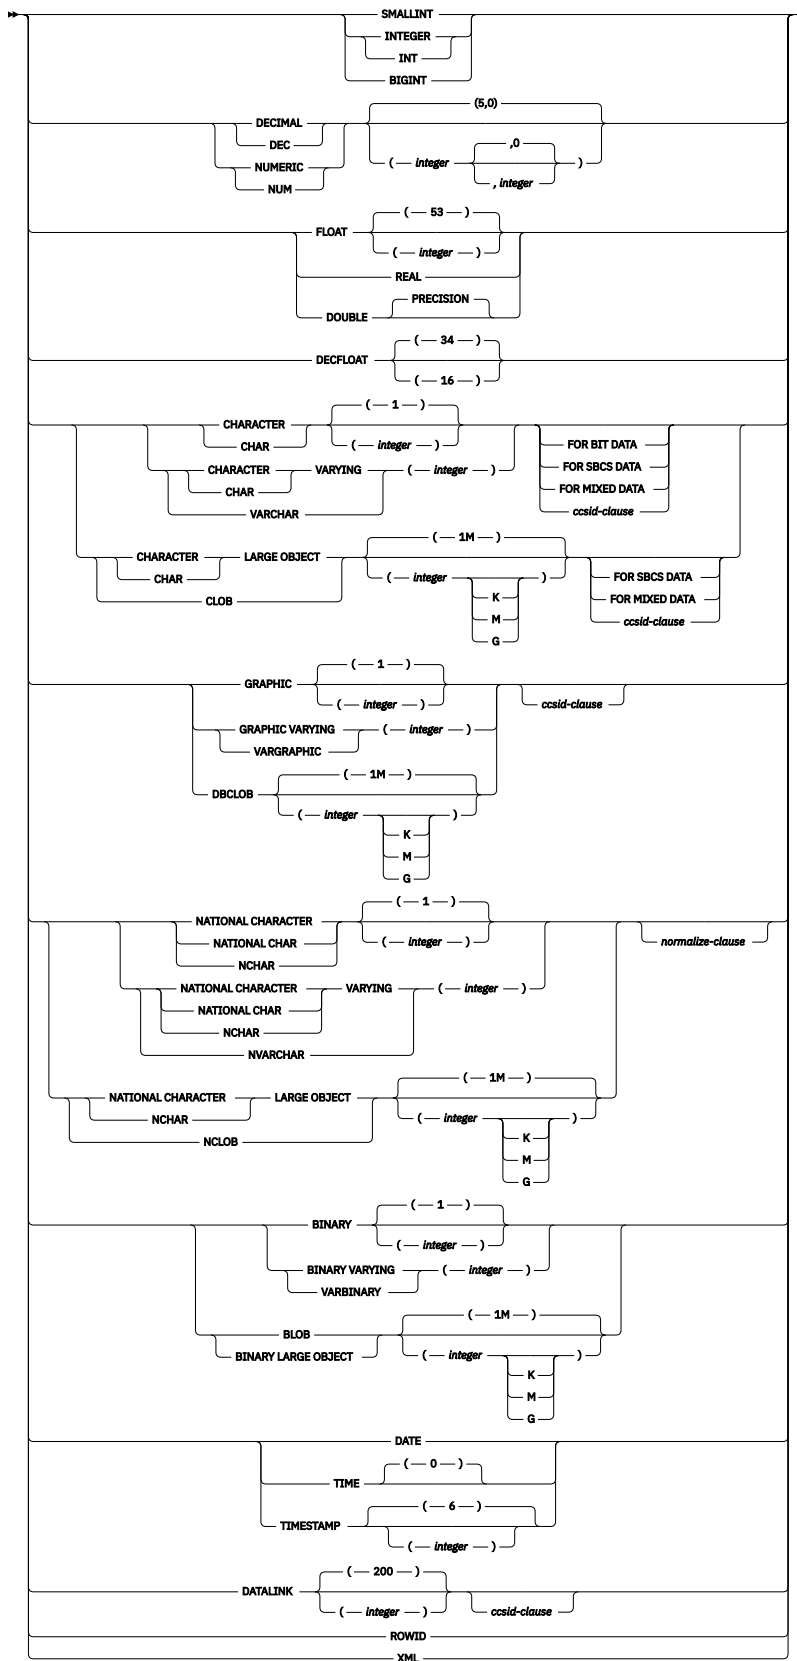 SMALLINT
INTEGER
INT
BIGINT
(5,0)
DECIMAL
DEC
,0
( integer )
NUMERIC
, integer
NUM
( 53 )
FLOAT
( integer )
REAL
PRECISION
DOUBLE
( 34 )
DECFLOAT
( 16 )
( 1 )
CHARACTER
CHAR ( integer ) FOR BIT DATA
CHARACTER VARYING ( integer ) FOR SBCS DATA
CHAR FOR MIXED DATA
VARCHAR ccsid-clause
( 1M )
CHARACTER LARGE OBJECT
CHAR ( integer ) FOR SBCS DATA
CLOB K FOR MIXED DATA
M ccsid-clause
G
( 1 )
GRAPHIC
( integer ) ccsid-clause
GRAPHIC VARYING ( integer )
VARGRAPHIC
( 1M )
DBCLOB
( integer )
K
M
G
( 1 )
NATIONAL CHARACTER
NATIONAL CHAR ( integer ) normalize-clause
NCHAR
NATIONAL CHARACTER VARYING ( integer )
NATIONAL CHAR
NCHAR
NVARCHAR
( 1M )
NATIONAL CHARACTER LARGE OBJECT
NCHAR ( integer )
NCLOB K
M
G
( 1 )
BINARY
( integer )
BINARY VARYING ( integer )
VARBINARY
( 1M )
BLOB
BINARY LARGE OBJECT ( integer )
K
M
G
DATE
( 0 )
TIME
( 6 )
TIMESTAMP
( integer )
( 200 )
DATALINK
( integer ) ccsid-clause
ROWID
XML